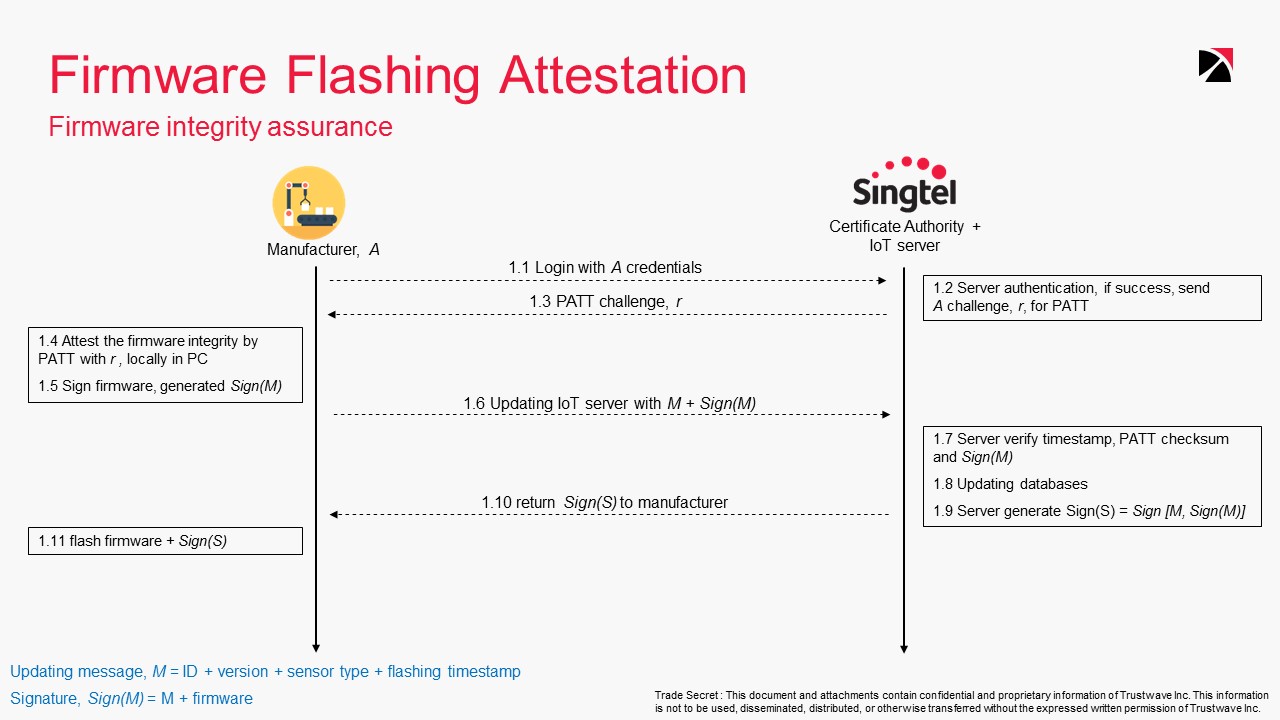 Firmware Flashing Attestation
Firmware integrity assurance
Singtel
Certificate Authority +
IoT server
Manufacturer, A
1.1 Login with A credentials
1.2 Server authentication, if success, send
A challenge, r, for PATT
1.3 PATT challenge, r
1.4 Attest the firmware integrity by
PATT with r , locally in PC
1.5 Sign firmware, generated Sign(M)
1.6 Updating IoT server with M + Sign(M)
1.7 Server verify timestamp, PATT checksum
and Sign(M)
1.8 Updating databases
1.9 Server generate Sign(S) = Sign [M, Sign(M)]
1.10 return Sign(S) to manufacturer
1.11 flash firmware + Sign(S)
Updating message, M = ID + version + sensor type + flashing timestamp
Signature, Sign(M) = M + firmware
Trade Secret : This document and attachments contain confidential and proprietary information of Trustwave Inc. This information
is not to be used, disseminated, distributed, or otherwise transferred without the expressed written permission of Trustwave Inc.